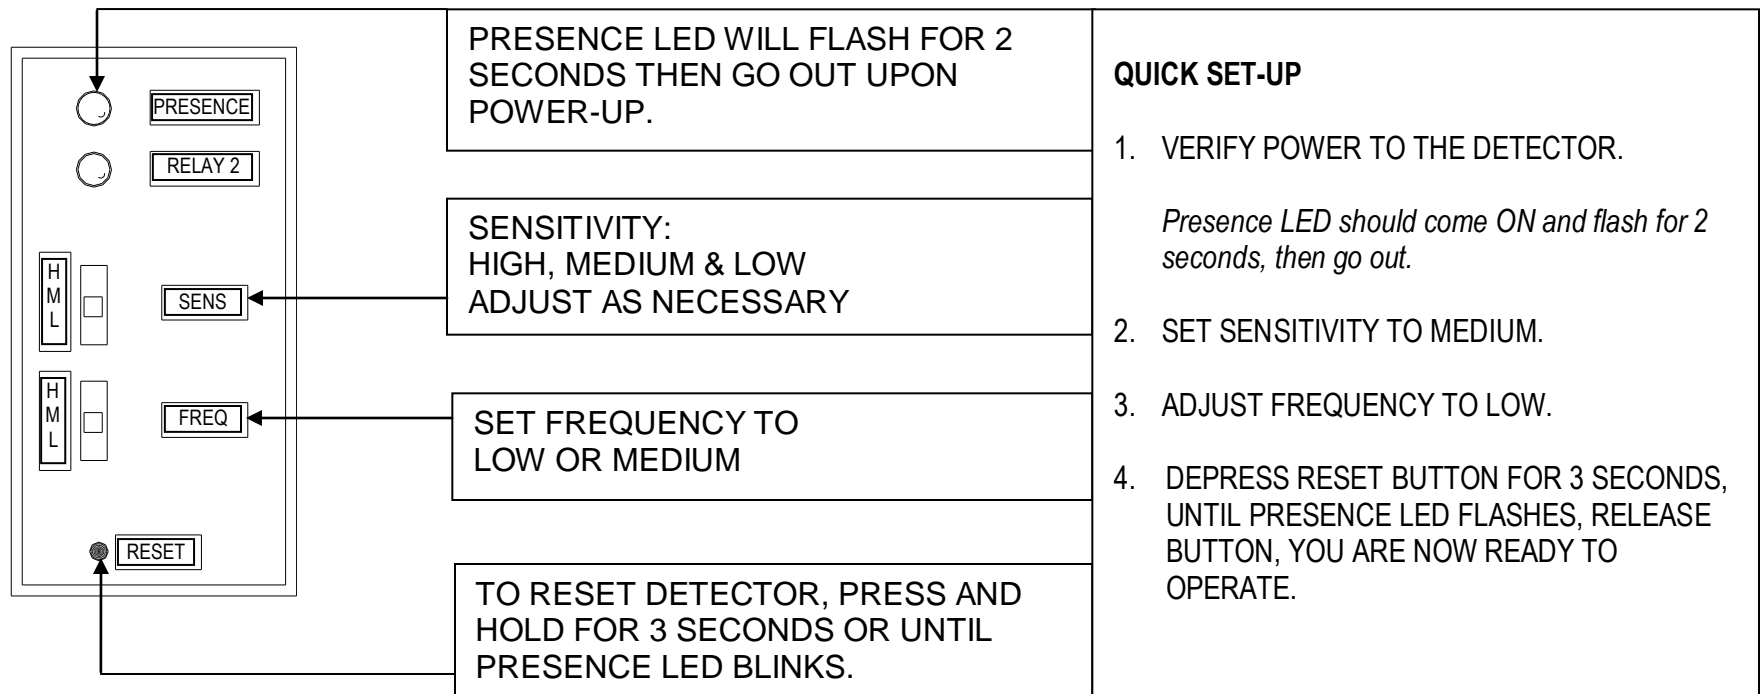 PRESENCE
RELAY 2
H
M
L
SENS
H
M
L
FREQ
RESET
PRESENCE LED WILL FLASH FOR 2
SECONDS THEN GO OUT UPON
POWER-UP.
SENSITIVITY:
HIGH, MEDIUM & LOW
ADJUST AS NECESSARY
SET FREQUENCY TO
LOW OR MEDIUM
TO RESET DETECTOR, PRESS AND
HOLD FOR 3 SECONDS OR UNTIL
PRESENCE LED BLINKS.
QUICK SET-UP
1. VERIFY POWER TO THE DETECTOR.
Presence LED should come ON and flash for 2
seconds, then go out.
2. SET SENSITIVITY TO MEDIUM.
3. ADJUST FREQUENCY TO LOW.
4. DEPRESS RESET BUTTON FOR 3 SECONDS,
UNTIL PRESENCE LED FLASHES, RELEASE
BUTTON, YOU ARE NOW READY TO
OPERATE.